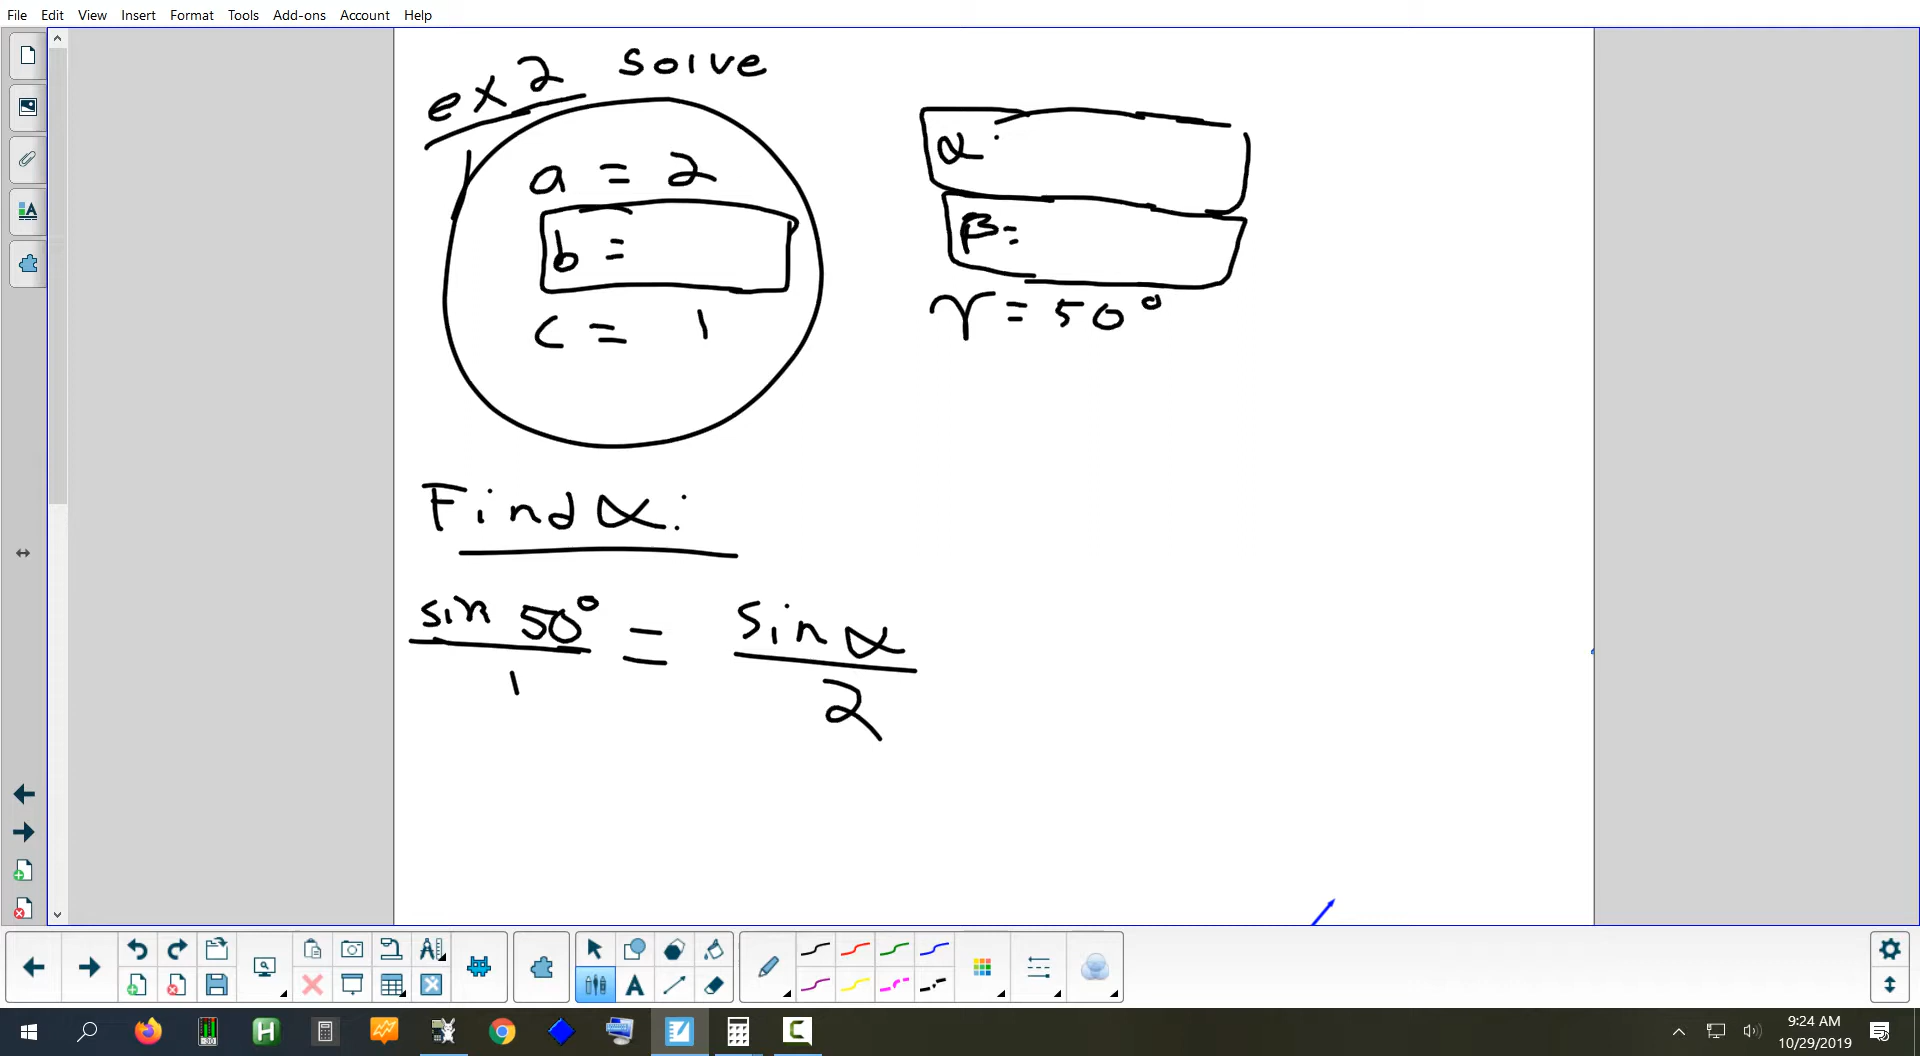 File Edit View Insert Format Tools Add-ons Account Help
ex 2 solve
a = 2
b =
c = 1
α:
β=
γ = 50°
Find α:
sin 50° / 1 = sin α / 2
9:24 AM
10/29/2019